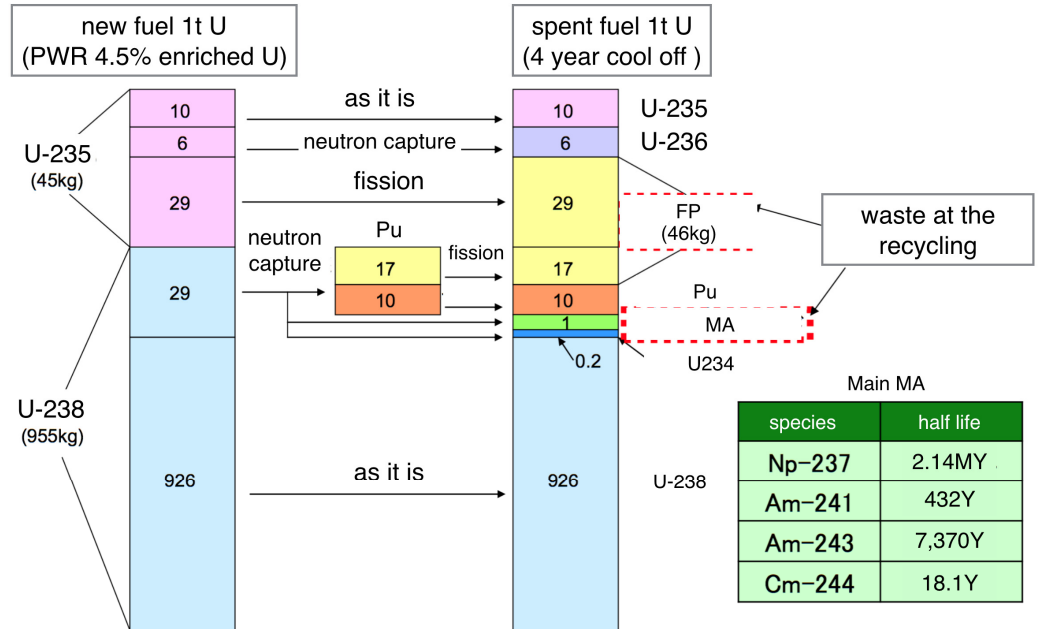 new fuel 1t U
(PWR 4.5% enriched U)
spent fuel 1t U
(4 year cool off )
10
as it is
10
U-235
6
neutron capture
6
U-236
U-235
(45kg)
29
fission
29
FP
(46kg)
waste at the
recycling
neutron
capture
Pu
fission
17
17
29
10
10
Pu
1
MA
0.2
U234
U-238
(955kg)
926
as it is
926
U-238
Main MA
species half life
Np-237 2.14MY
Am-241 432Y
Am-243 7,370Y
Cm-244 18.1Y